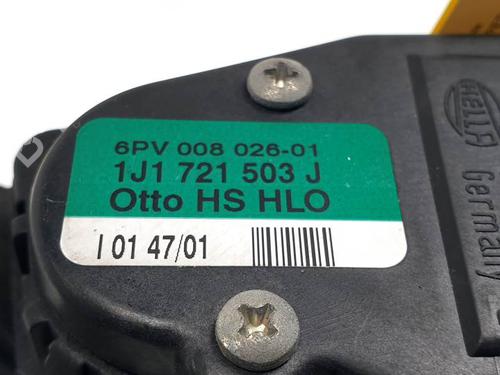 6PV 008 026-01
1J1 721 503 J
Otto HS HLO
I 01 47/01
HELLA
Germany